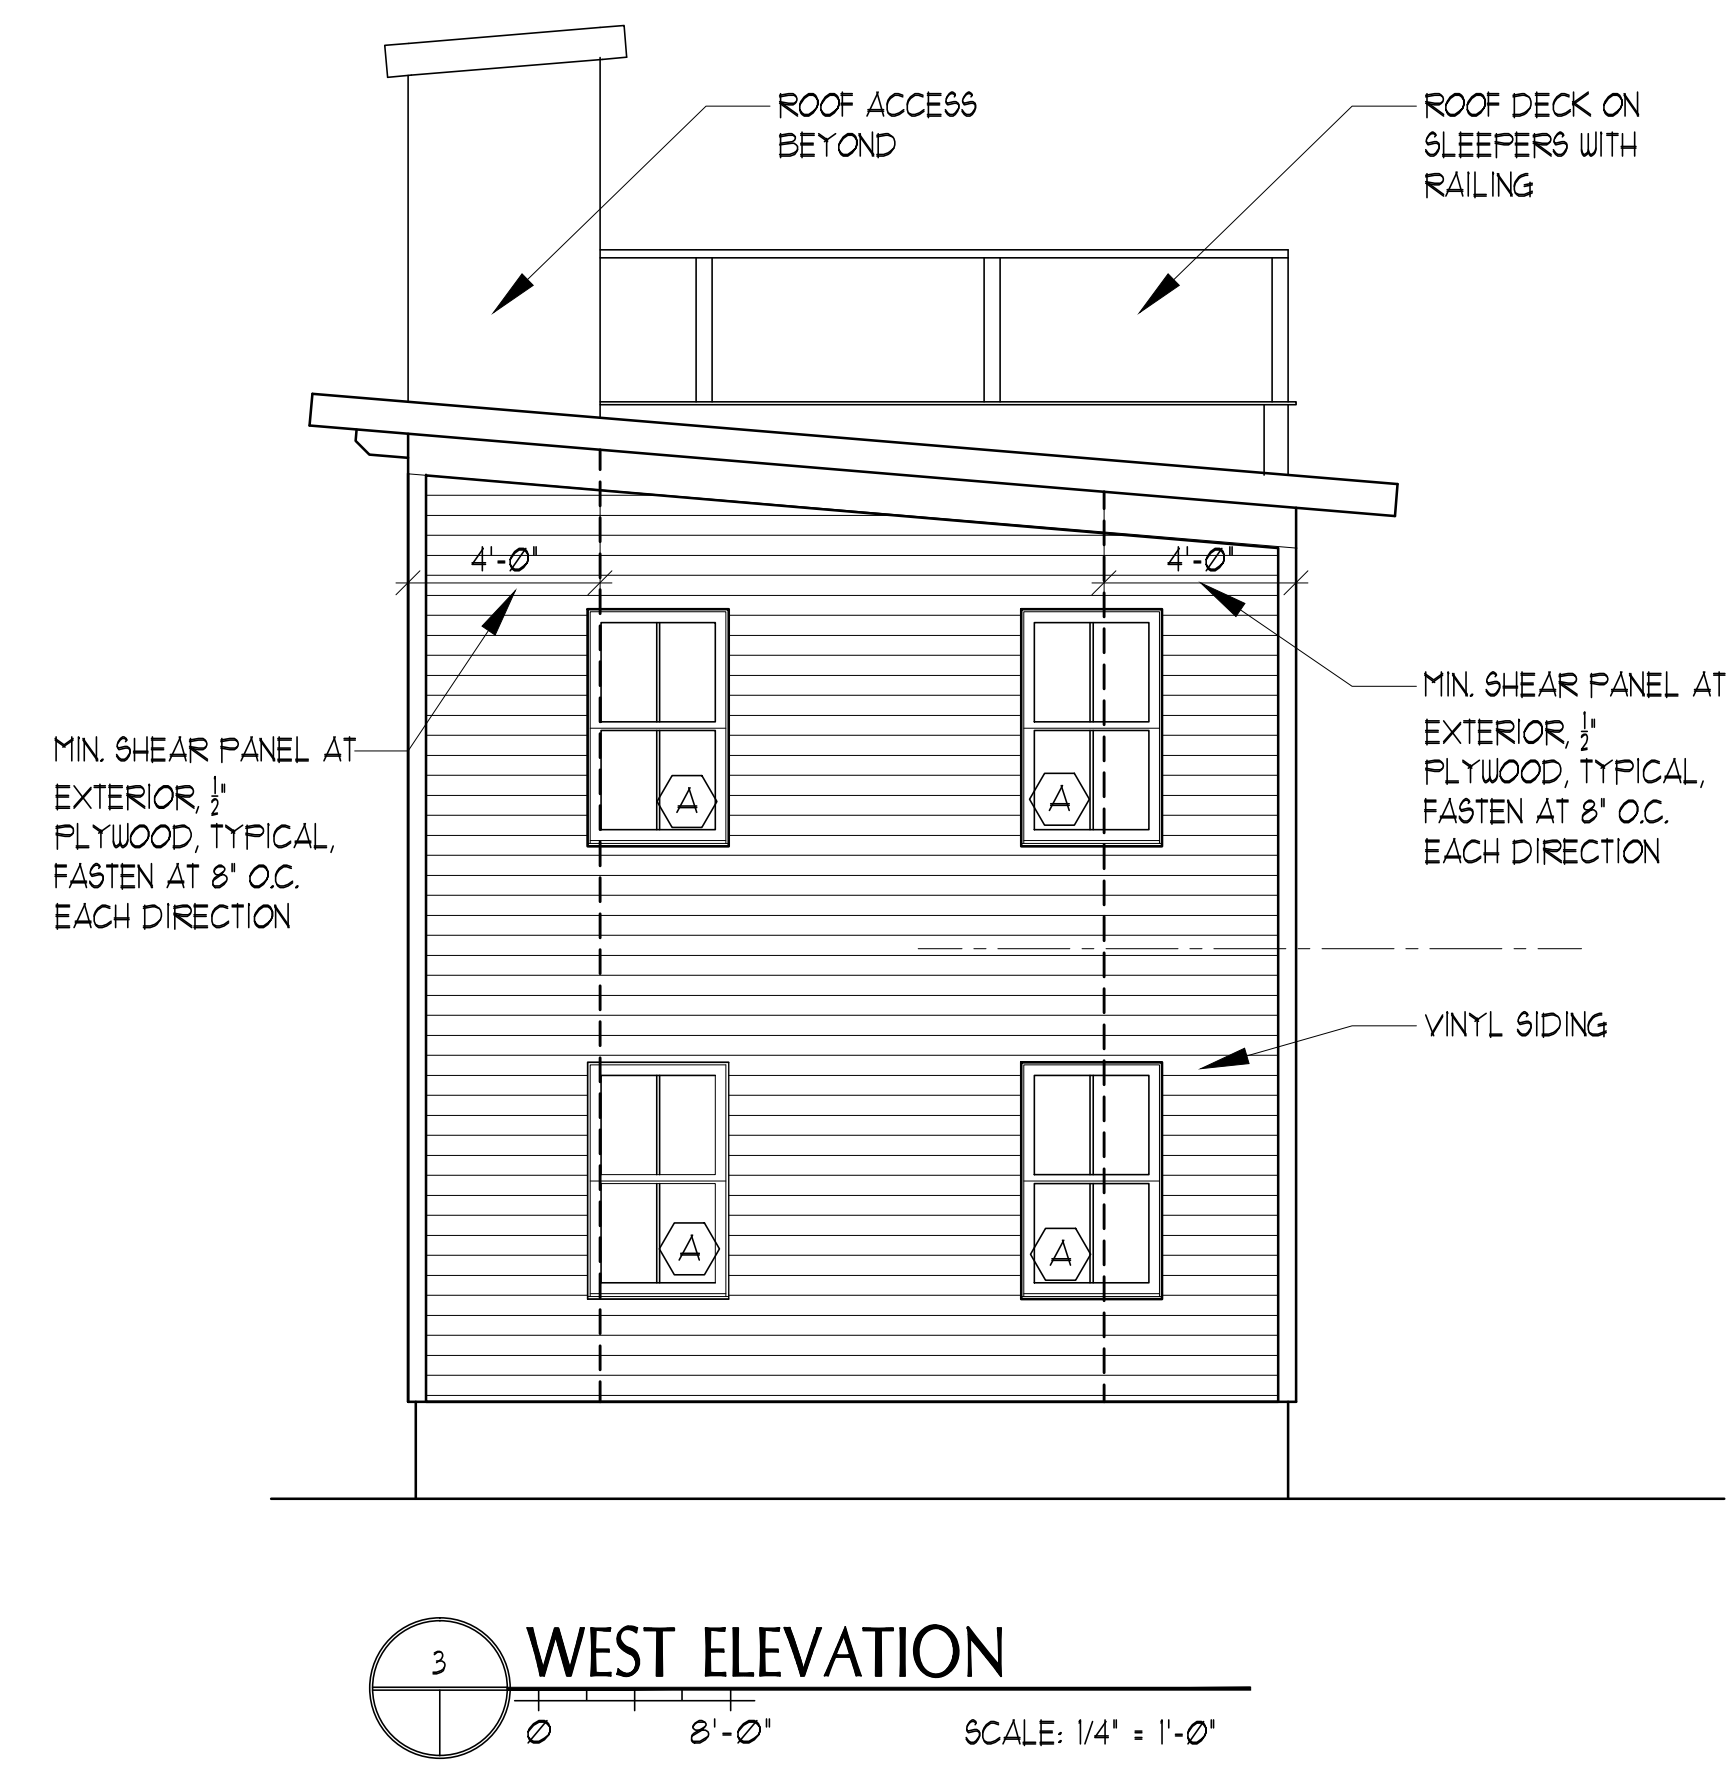 ROOF ACCESS
BEYOND
ROOF DECK ON
SLEEPERS WITH
RAILING
4'-0"
4'-0"
MIN. SHEAR PANEL AT
EXTERIOR, 1/2"
PLYWOOD, TYPICAL,
FASTEN AT 8" O.C.
EACH DIRECTION
MIN. SHEAR PANEL AT
EXTERIOR, 1/2"
PLYWOOD, TYPICAL,
FASTEN AT 8" O.C.
EACH DIRECTION
A
A
VINYL SIDING
A
A
3
WEST ELEVATION
0
8'-0"
SCALE: 1/4" = 1'-0"